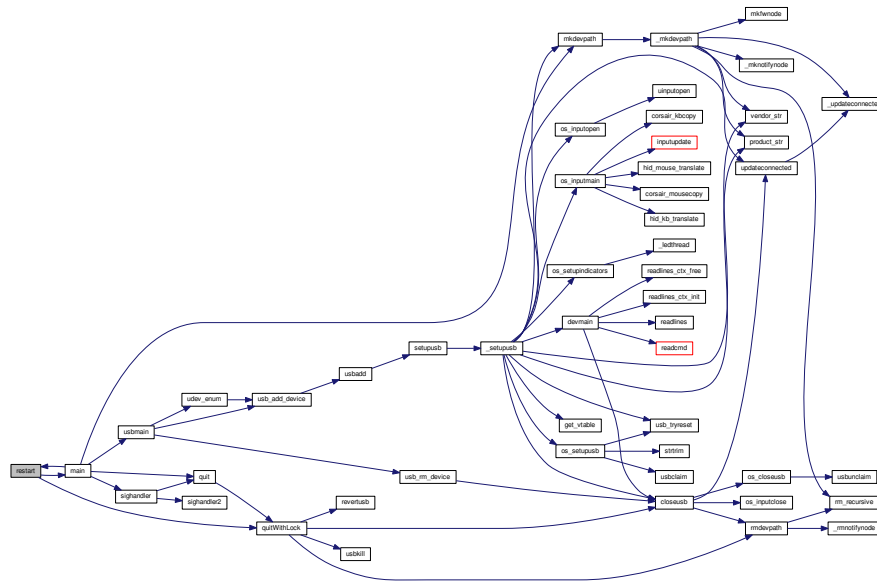 mkfwnode
mkdevpath
_mkdevpath
_mknotifynode
uinputopen
_updateconnected
corsair_kbcopy
vendor_str
os_inputopen
inputupdate
product_str
hid_mouse_translate
updateconnected
os_inputmain
corsair_mousecopy
hid_kb_translate
_ledthread
os_setupindicators
readlines_ctx_free
readlines_ctx_init
devmain
readlines
setupusb
_setupusb
readcmd
usbadd
udev_enum
usb_add_device
get_vtable
usb_tryreset
usbmain
os_setupusb
strtrim
restart
main
quit
usb_rm_device
usbclaim
os_closeusb
usbunclaim
sighandler
sighandler2
revertusb
closeusb
os_inputclose
rm_recursive
quitWithLock
rmdevpath
_rmnotifynode
usbkill